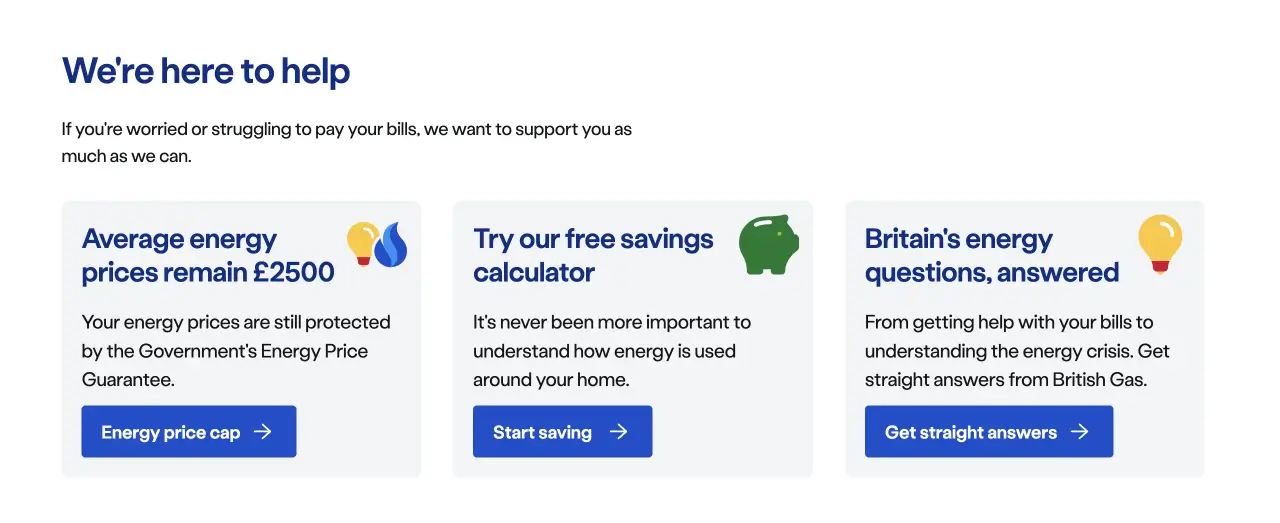 We're here to help
If you're worried or struggling to pay your bills, we want to support you as
much as we can.
Average energy
prices remain £2500
Your energy prices are still protected
by the Government's Energy Price
Guarantee.
Energy price cap
Try our free savings
calculator
It's never been more important to
understand how energy is used
around your home.
Start saving
Britain's energy
questions, answered
From getting help with your bills to
understanding the energy crisis. Get
straight answers from British Gas.
Get straight answers